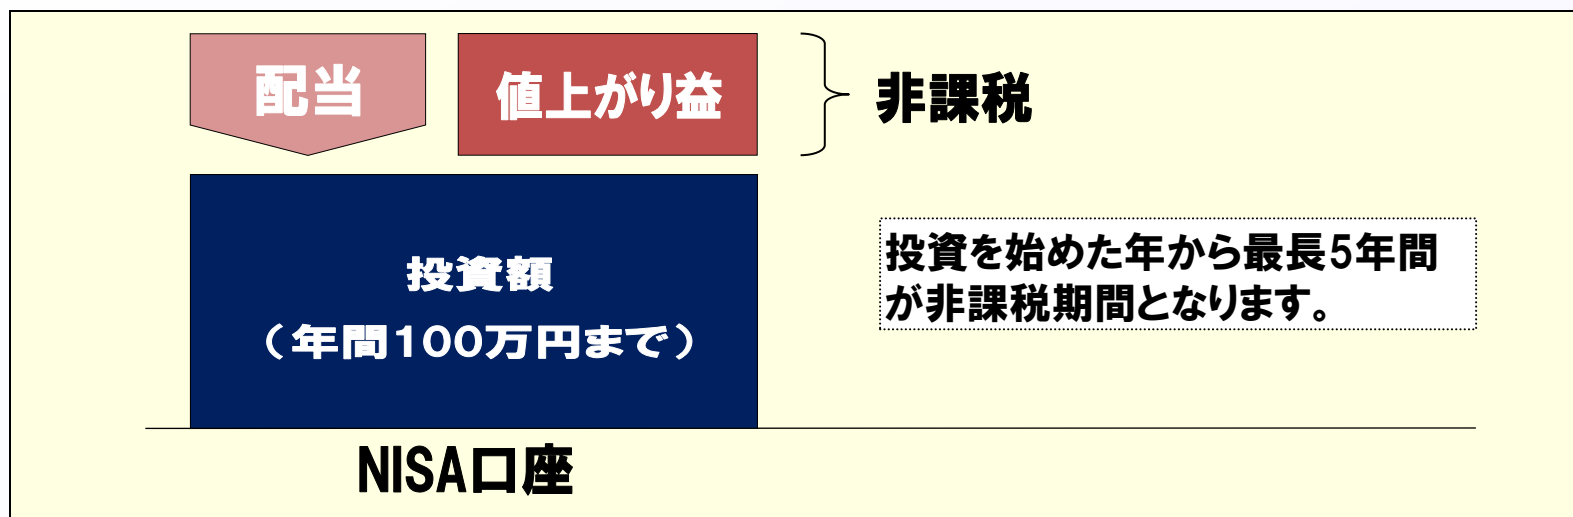 配当
値上がり益
非課税
投資額
（年間100万円まで）
投資を始めた年から最長5年間
が非課税期間となります。
NISA口座